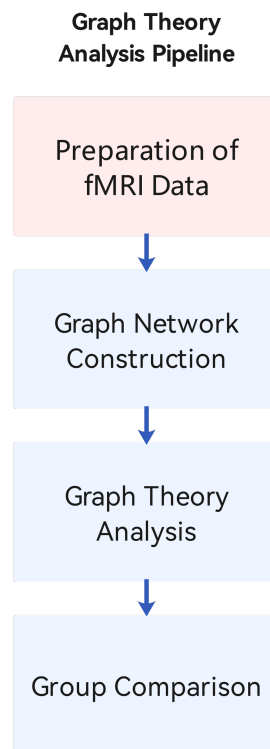 Graph Theory
Analysis Pipeline
Preparation of
fMRI Data
Graph Network
Construction
Graph Theory
Analysis
Group Comparison